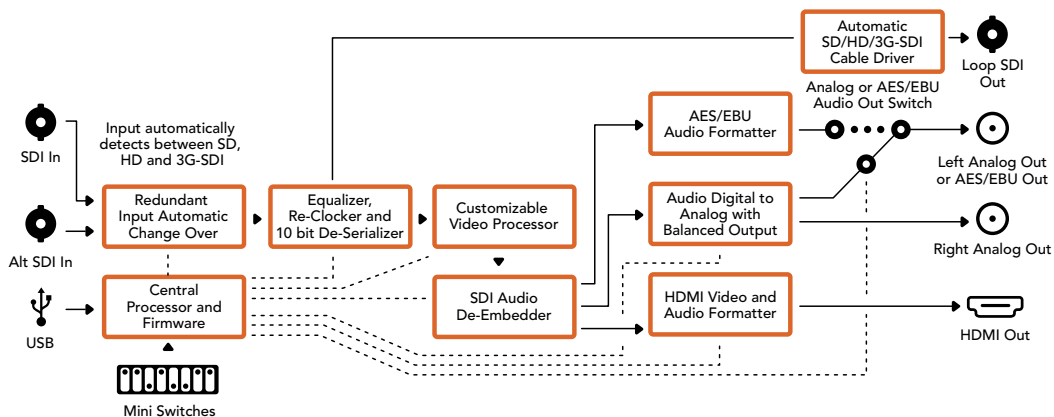 Automatic
SD/HD/3G-SDI
Cable Driver
Loop SDI
Out
Analog or AES/EBU
Audio Out Switch
SDI In
Input automatically
detects between SD,
HD and 3G-SDI
AES/EBU
Audio Formatter
Left Analog Out
or AES/EBU Out
Redundant
Input Automatic
Change Over
Equalizer,
Re-Clocker and
10 bit De-Serializer
Customizable
Video Processor
Audio Digital to
Analog with
Balanced Output
Alt SDI In
Right Analog Out
Central
Processor and
Firmware
SDI Audio
De-Embedder
HDMI Video and
Audio Formatter
USB
HDMI Out
Mini Switches